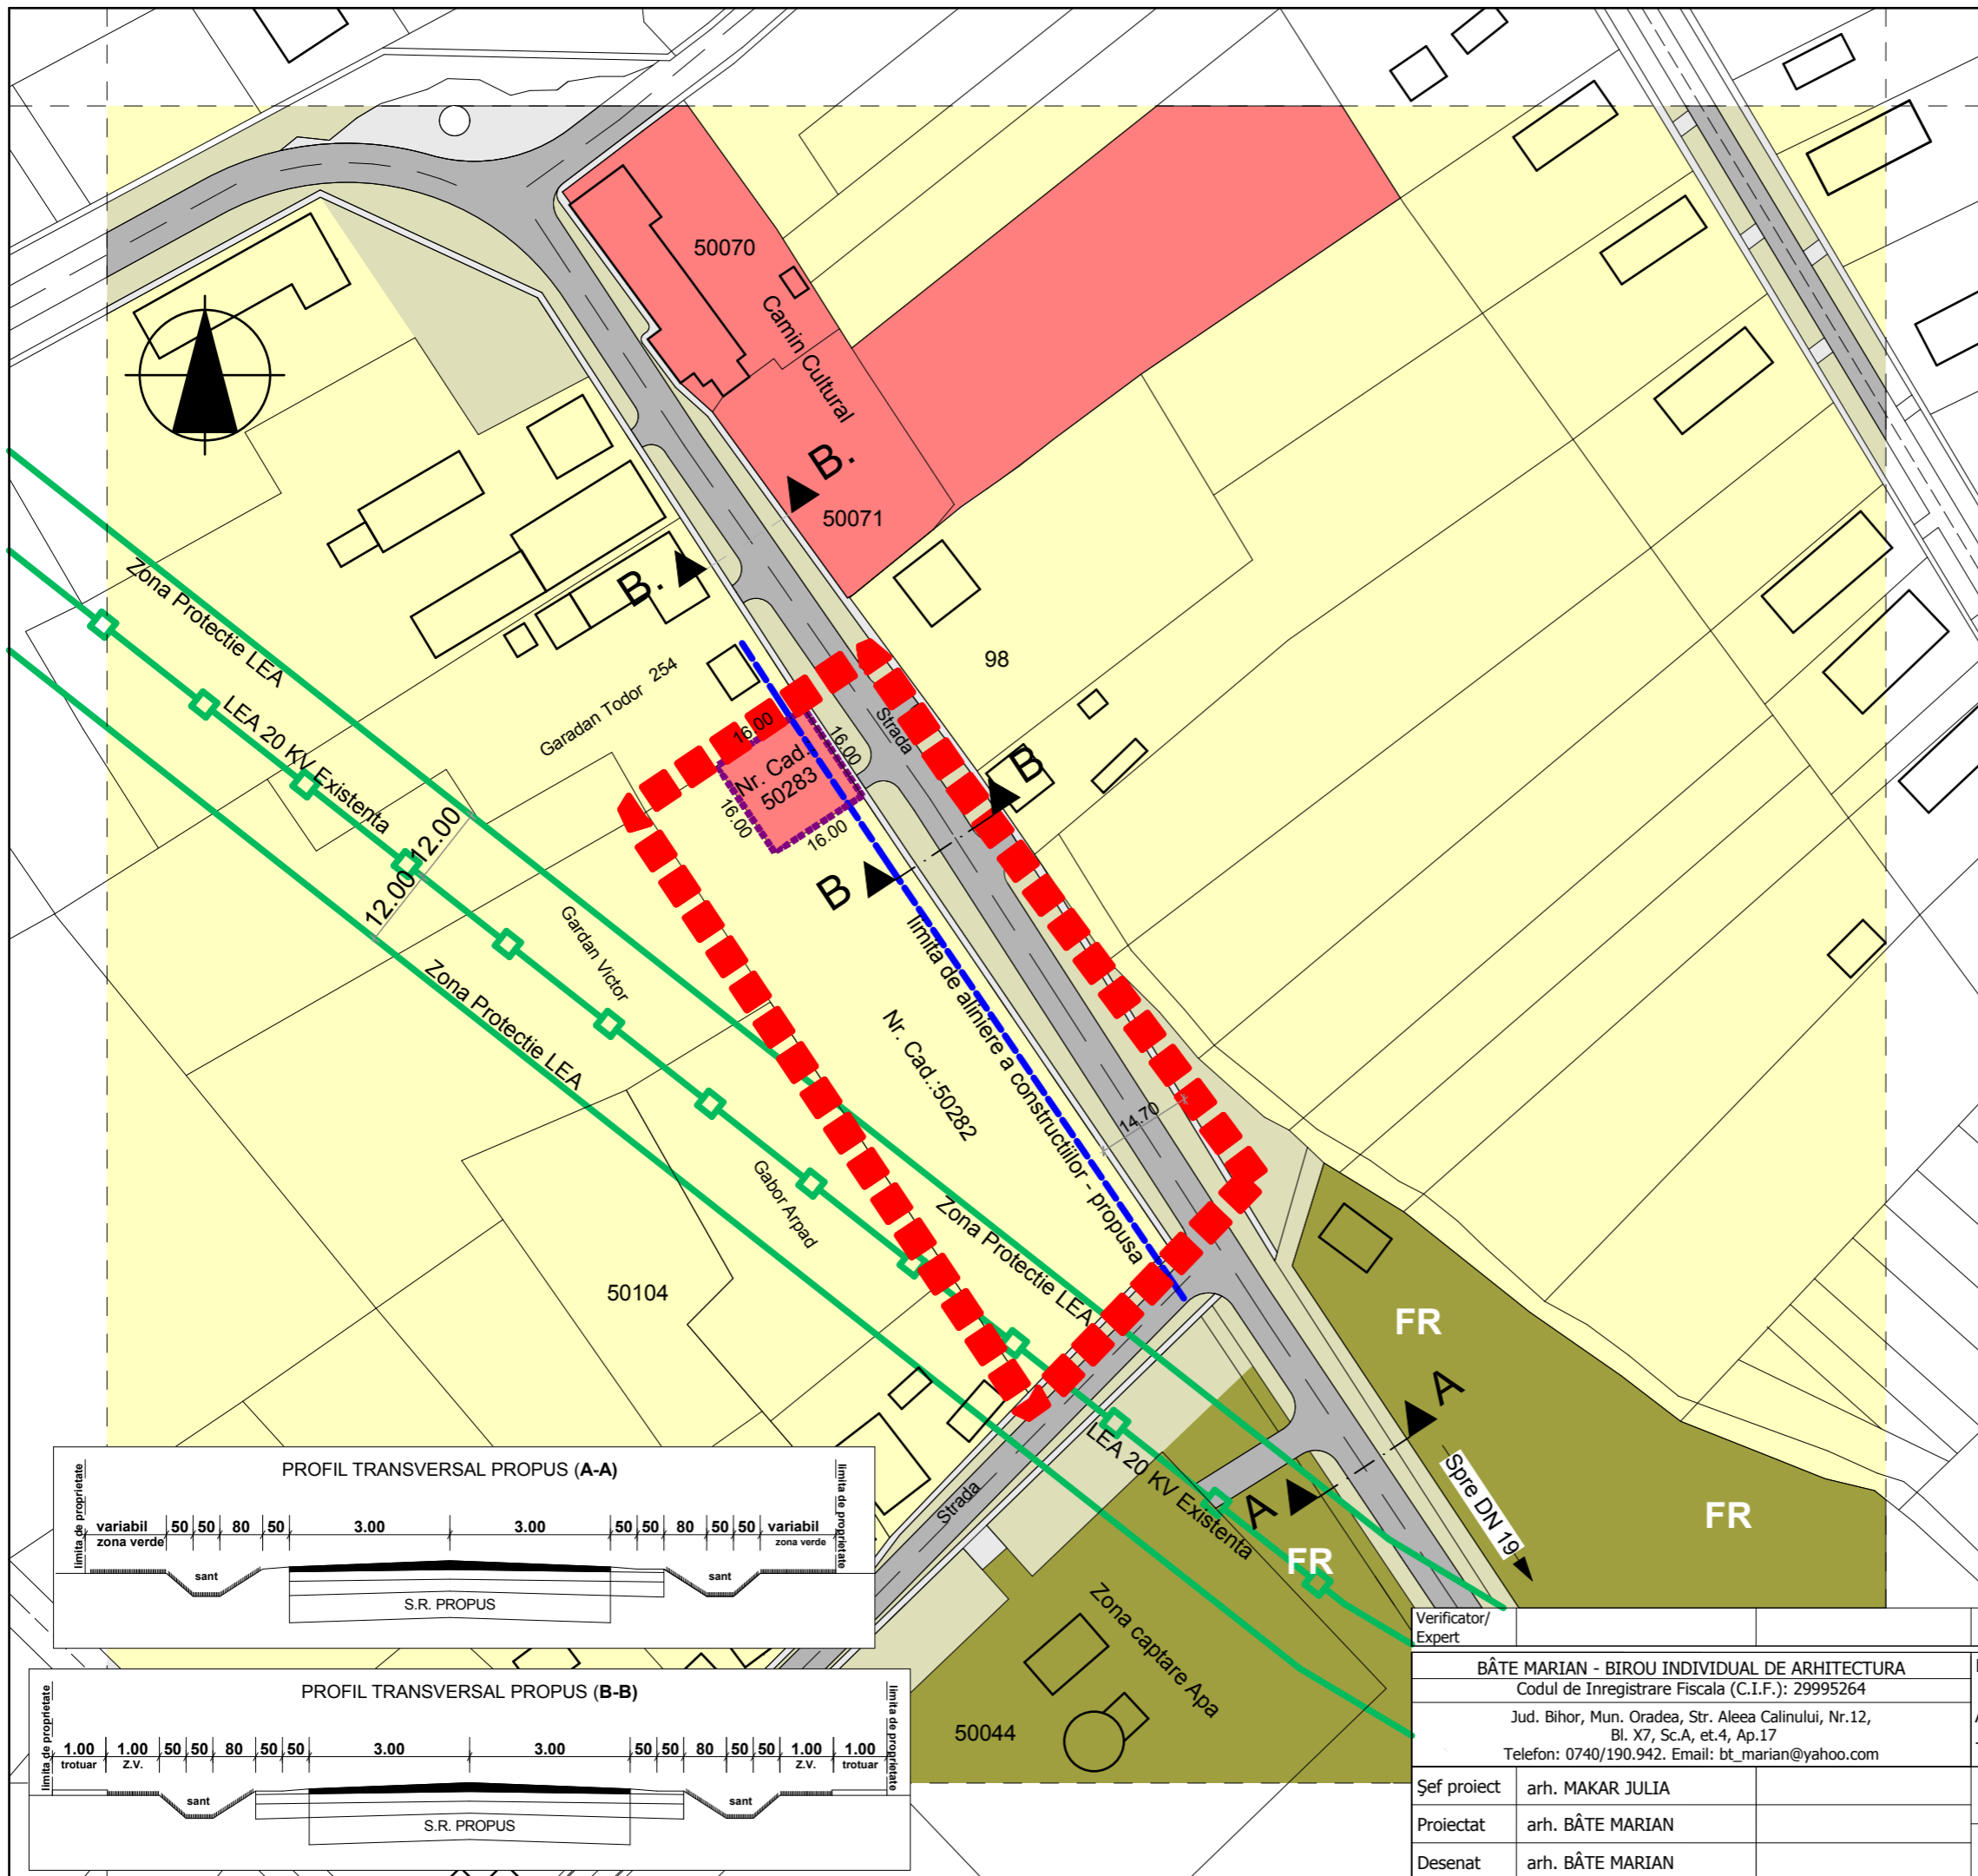 50070
Camin Cultural
B.
50071
B.
Zona Protectie LEA
LEA 20 KV Existenta
12.00
12.00
Zona Protectie LEA
Garadan Todor 254
98
Strada
16.00
16.00
Nr. Cad.
50283
16.00
16.00
B
B
Gardan Victor
limita de aliniere a constructiilor - propusa
Nr. Cad.:50282
14.70
Gabor Arpad
Zona Protectie LEA
50104
FR
A
Spre DN 19
FR
LEA 20 KV Existenta
A
FR
Strada
Zona captare Apa
50044
PROFIL TRANSVERSAL PROPUS (A-A)
limita de proprietate
limita de proprietate
variabil 50 50 80 50 3.00 3.00 50 50 80 50 50 variabil
zona verde zona verde
sant sant
S.R. PROPUS
PROFIL TRANSVERSAL PROPUS (B-B)
limita de proprietate
limita de proprietate
1.00 1.00 50 50 80 50 50 3.00 3.00 50 50 80 50 50 1.00 1.00
trotuar Z.V. Z.V. trotuar
sant sant
S.R. PROPUS
Verificator/
Expert
BÂTE MARIAN - BIROU INDIVIDUAL DE ARHITECTURA
Codul de Inregistrare Fiscala (C.I.F.): 29995264
Jud. Bihor, Mun. Oradea, Str. Aleea Calinului, Nr.12,
Bl. X7, Sc.A, et.4, Ap.17
Telefon: 0740/190.942. Email: bt_marian@yahoo.com
Şef proiect arh. MAKAR JULIA
Proiectat arh. BÂTE MARIAN
Desenat arh. BÂTE MARIAN